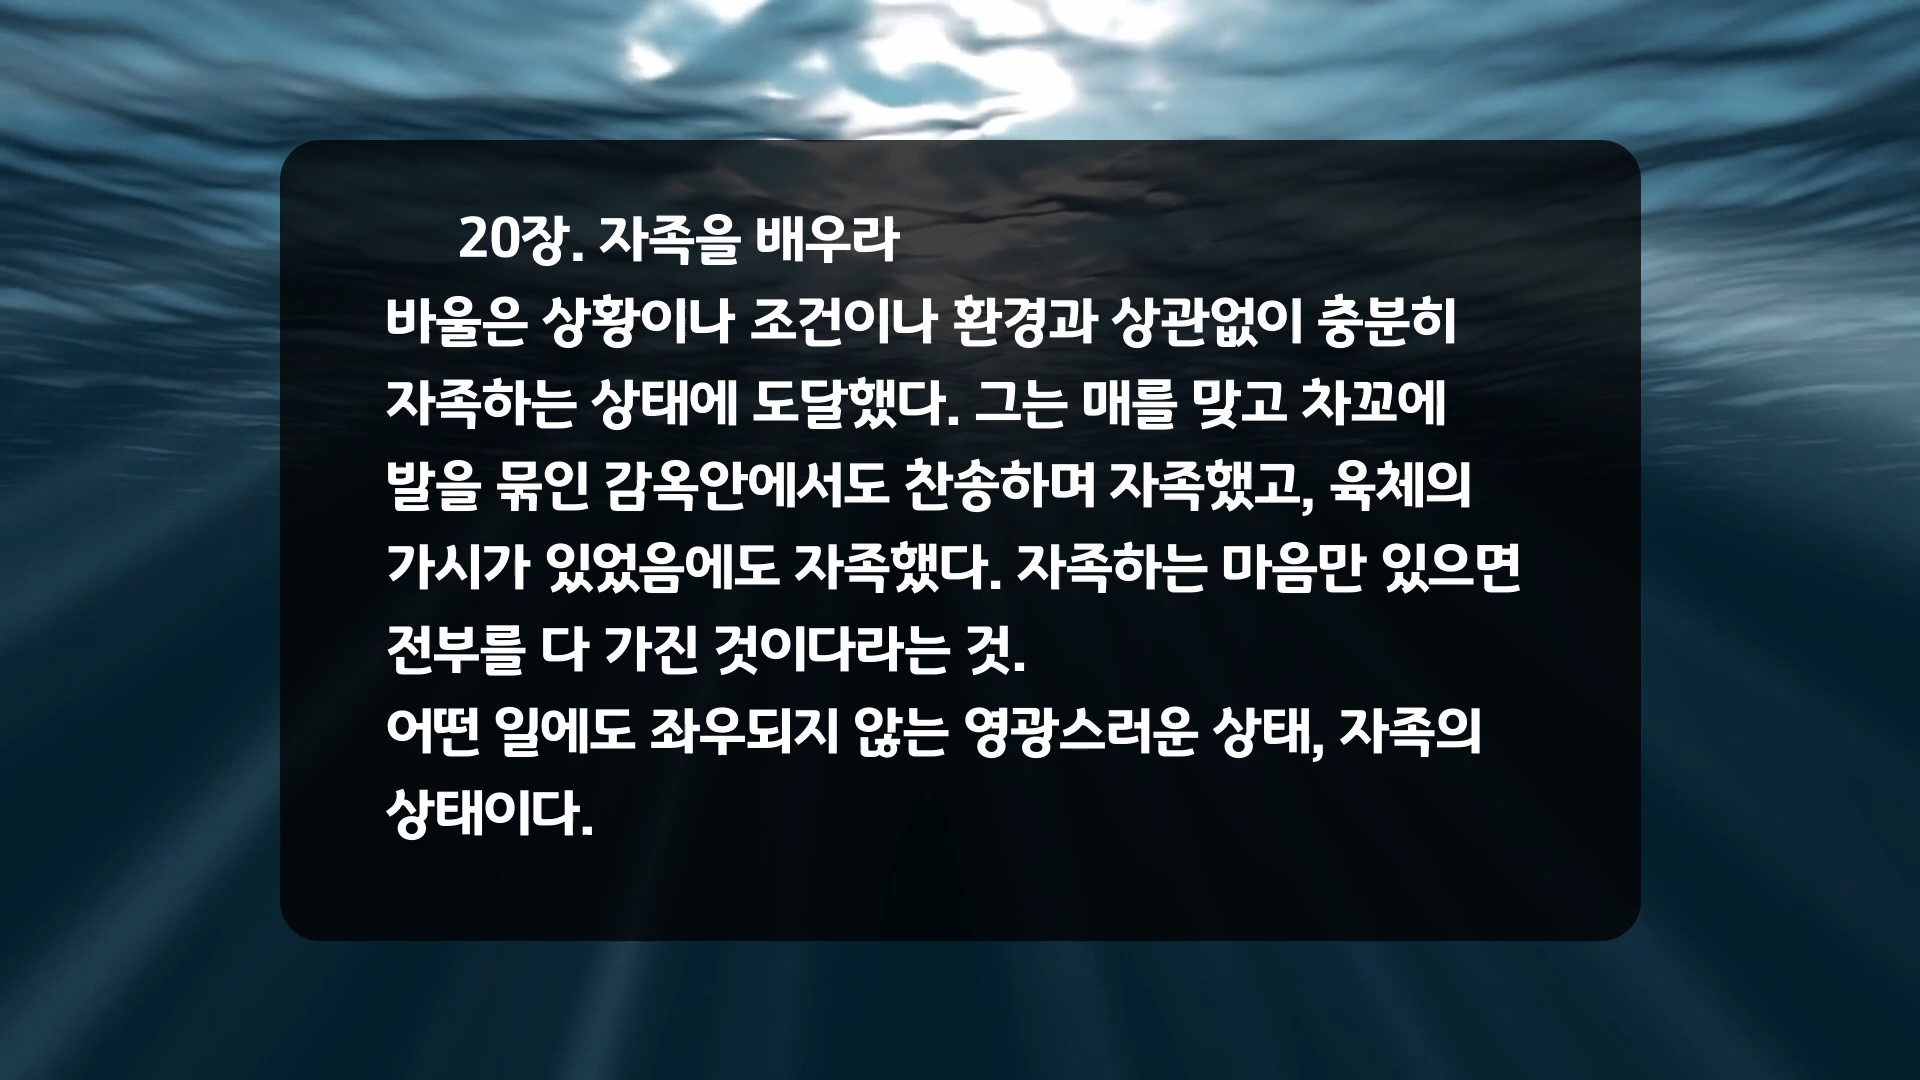 20장. 자족을 배우라
바울은 상황이나 조건이나 환경과 상관없이 충분히
자족하는 상태에 도달했다. 그는 매를 맞고 차꼬에
발을 묶인 감옥안에서도 찬송하며 자족했고, 육체의
가시가 있었음에도 자족했다. 자족하는 마음만 있으면
전부를 다 가진 것이다라는 것.
어떤 일에도 좌우되지 않는 영광스러운 상태, 자족의
상태이다.